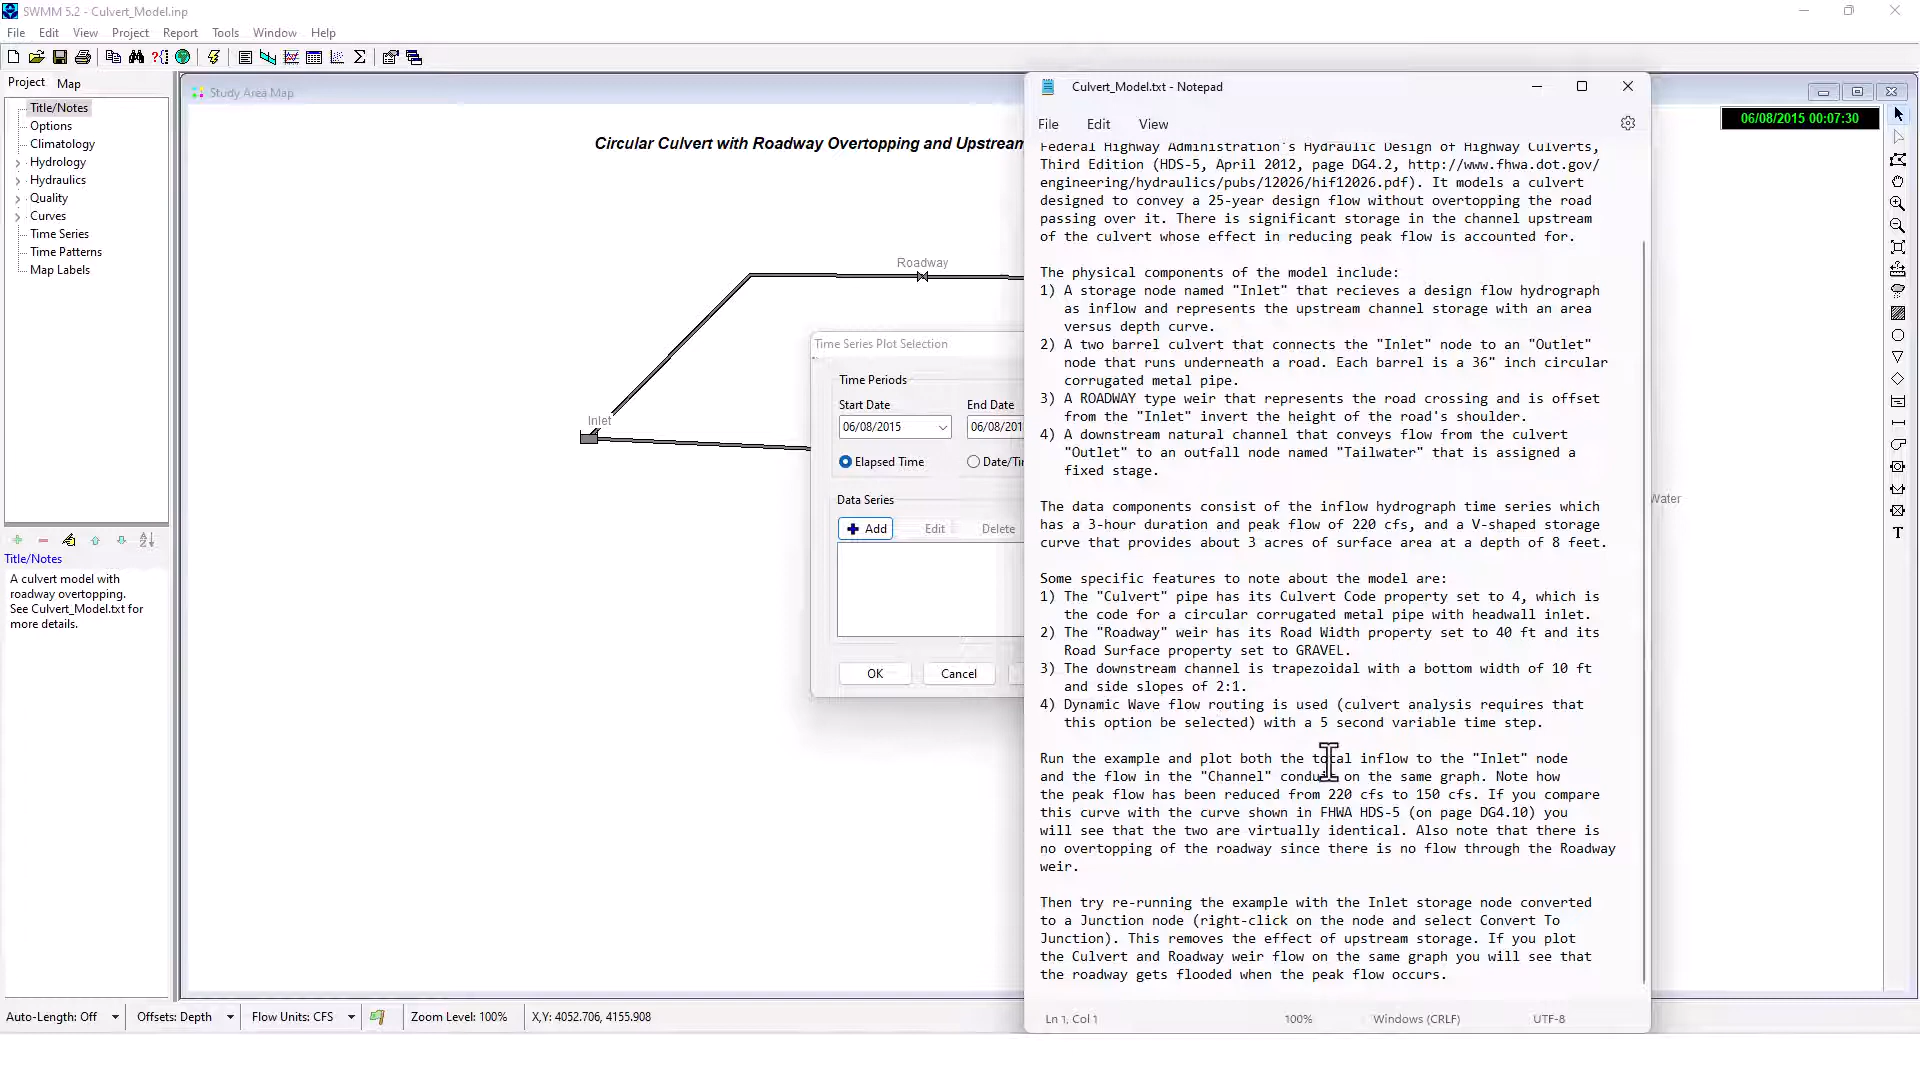 SWMM 5.2 - Culvert_Model.inp
File Edit View Project Report Tools Window Help
Project Map
Title/Notes
Options
Climatology
Hydrology
Hydraulics
Quality
Curves
Time Series
Time Patterns
Map Labels
Title/Notes
A culvert model with
roadway overtopping.
See Culvert_Model.txt for
more details.
Study Area Map
06/08/2015 00:07:30
Circular Culvert with Roadway Overtopping and Upstream
Roadway
Inlet
Water
Time Series Plot Selection
Time Periods
Start Date End Date
06/08/2015 06/08/201
Elapsed Time Date/Ti
Data Series
Add Edit Delete
OK Cancel
Culvert_Model.txt - Notepad
File Edit View
Federal Highway Administration's Hydraulic Design of Highway Culverts,
Third Edition (HDS-5, April 2012, page DG4.2, http://www.fhwa.dot.gov/
engineering/hydraulics/pubs/12026/hif12026.pdf). It models a culvert
designed to convey a 25-year design flow without overtopping the road
passing over it. There is significant storage in the channel upstream
of the culvert whose effect in reducing peak flow is accounted for.
The physical components of the model include:
1) A storage node named "Inlet" that recieves a design flow hydrograph
as inflow and represents the upstream channel storage with an area
versus depth curve.
2) A two barrel culvert that connects the "Inlet" node to an "Outlet"
node that runs underneath a road. Each barrel is a 36" inch circular
corrugated metal pipe.
3) A ROADWAY type weir that represents the road crossing and is offset
from the "Inlet" invert the height of the road's shoulder.
4) A downstream natural channel that conveys flow from the culvert
"Outlet" to an outfall node named "Tailwater" that is assigned a
fixed stage.
The data components consist of the inflow hydrograph time series which
has a 3-hour duration and peak flow of 220 cfs, and a V-shaped storage
curve that provides about 3 acres of surface area at a depth of 8 feet.
Some specific features to note about the model are:
1) The "Culvert" pipe has its Culvert Code property set to 4, which is
the code for a circular corrugated metal pipe with headwall inlet.
2) The "Roadway" weir has its Road Width property set to 40 ft and its
Road Surface property set to GRAVEL.
3) The downstream channel is trapezoidal with a bottom width of 10 ft
and side slopes of 2:1.
4) Dynamic Wave flow routing is used (culvert analysis requires that
this option be selected) with a 5 second variable time step.
Run the example and plot both the total inflow to the "Inlet" node
and the flow in the "Channel" conduit on the same graph. Note how
the peak flow has been reduced from 220 cfs to 150 cfs. If you compare
this curve with the curve shown in FHWA HDS-5 (on page DG4.10) you
will see that the two are virtually identical. Also note that there is
no overtopping of the roadway since there is no flow through the Roadway
weir.
Then try re-running the example with the Inlet storage node converted
to a Junction node (right-click on the node and select Convert To
Junction). This removes the effect of upstream storage. If you plot
the Culvert and Roadway weir flow on the same graph you will see that
the roadway gets flooded when the peak flow occurs.
Ln 1, Col 1 100% Windows (CRLF) UTF-8
Auto-Length: Off Offsets: Depth Flow Units: CFS Zoom Level: 100% X,Y: 4052.706, 4155.908